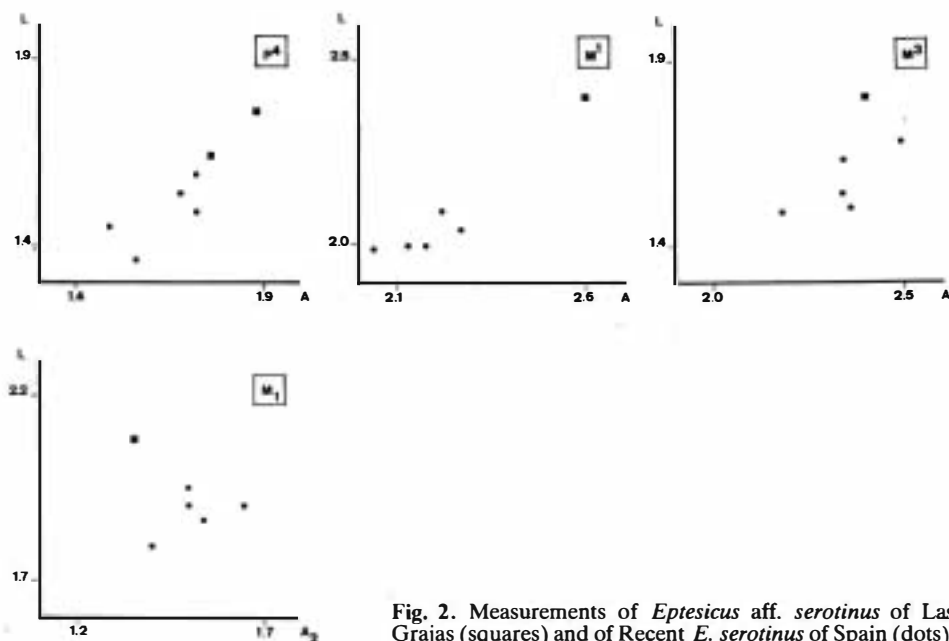 L
1.9
P4
1.4
1.4
1.9
A
L
2.5
M1
2.0
2.1
2.6
A
L
1.9
M3
1.4
2.0
2.5
A
L
2.2
M1
1.7
1.2
1.7
A2
Fig. 2. Measurements of Eptesicus aff. serotinus of Las
Grajas (squares) and of Recent E. serotinus of Spain (dots).